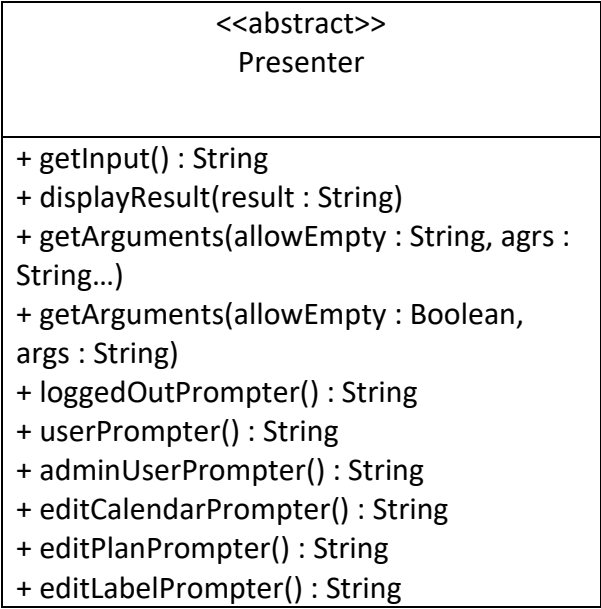 <<abstract>>
Presenter
+ getInput() : String
+ displayResult(result : String)
+ getArguments(allowEmpty : String, agrs :
String…)
+ getArguments(allowEmpty : Boolean,
args : String)
+ loggedOutPrompter() : String
+ userPrompter() : String
+ adminUserPrompter() : String
+ editCalendarPrompter() : String
+ editPlanPrompter() : String
+ editLabelPrompter() : String